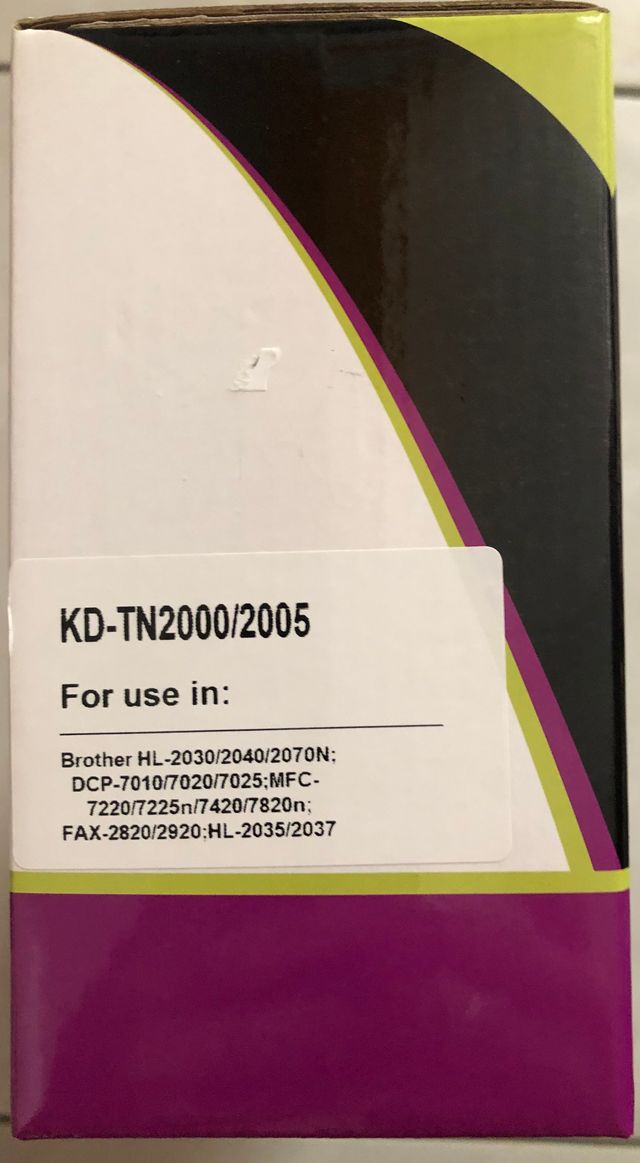 KD-TN2000/2005
For use in:
Brother HL-2030/2040/2070N;
DCP-7010/7020/7025;MFC-
7220/7225n/7420/7820n;
FAX-2820/2920;HL-2035/2037